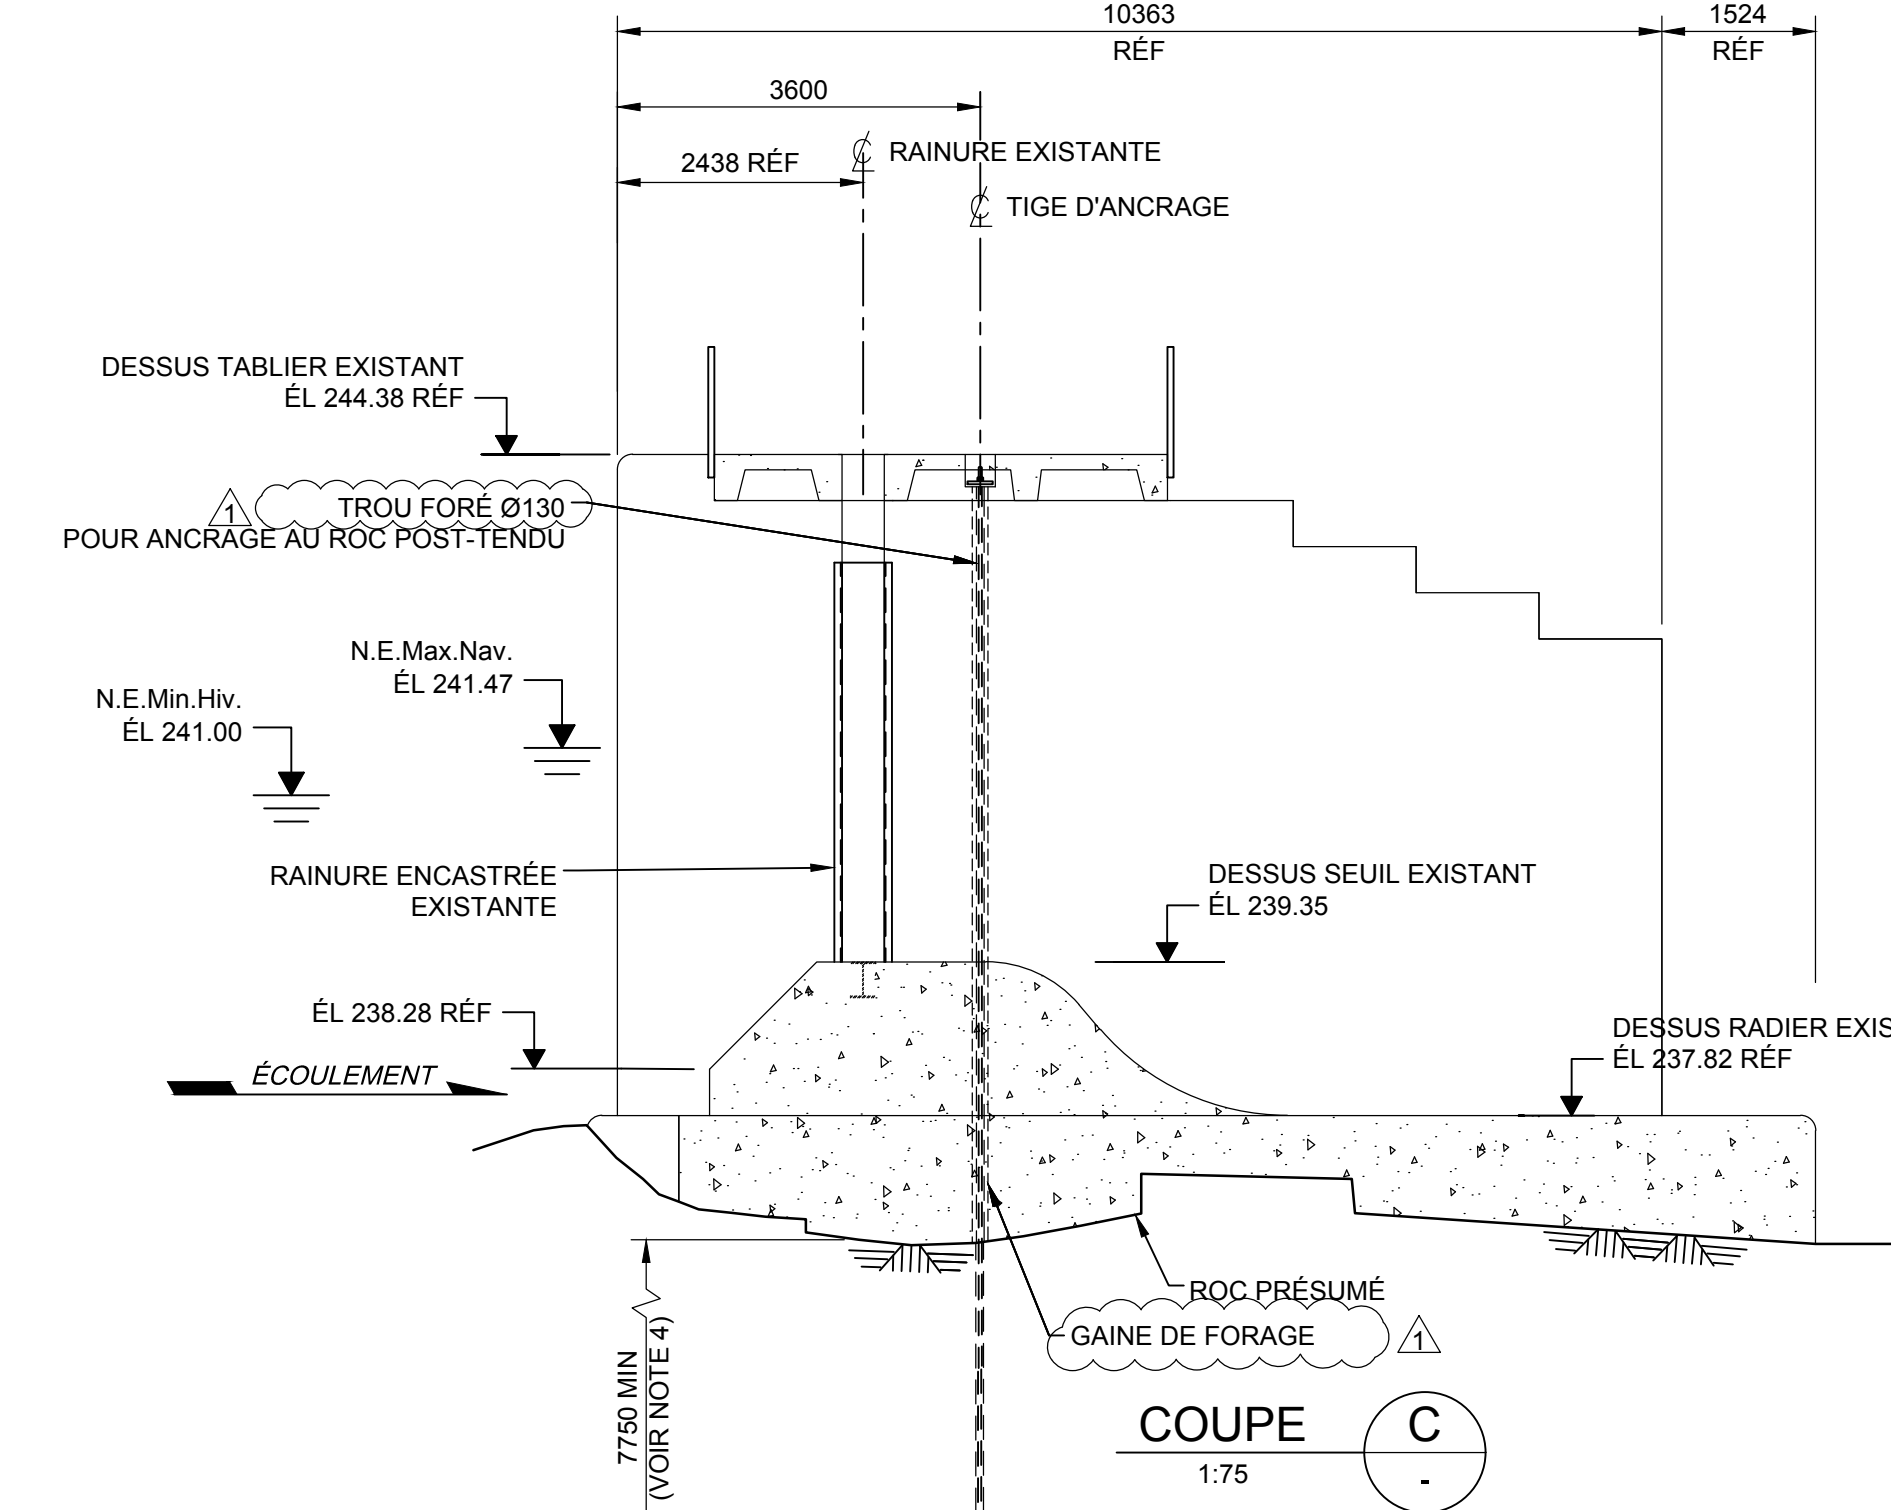 10363
RÉF
1524
RÉF
3600
2438 RÉF
RAINURE EXISTANTE
TIGE D'ANCRAGE
DESSUS TABLIER EXISTANT
ÉL 244.38 RÉF
1
TROU FORÉ Ø130
POUR ANCRAGE AU ROC POST-TENDU
N.E.Max.Nav.
ÉL 241.47
N.E.Min.Hiv.
ÉL 241.00
RAINURE ENCASTRÉE
EXISTANTE
DESSUS SEUIL EXISTANT
ÉL 239.35
ÉL 238.28 RÉF
ÉCOULEMENT
DESSUS RADIER EXIS
ÉL 237.82 RÉF
ROC PRÉSUMÉ
GAINE DE FORAGE
1
7750 MIN
(VOIR NOTE 4)
COUPE
1:75
C
-